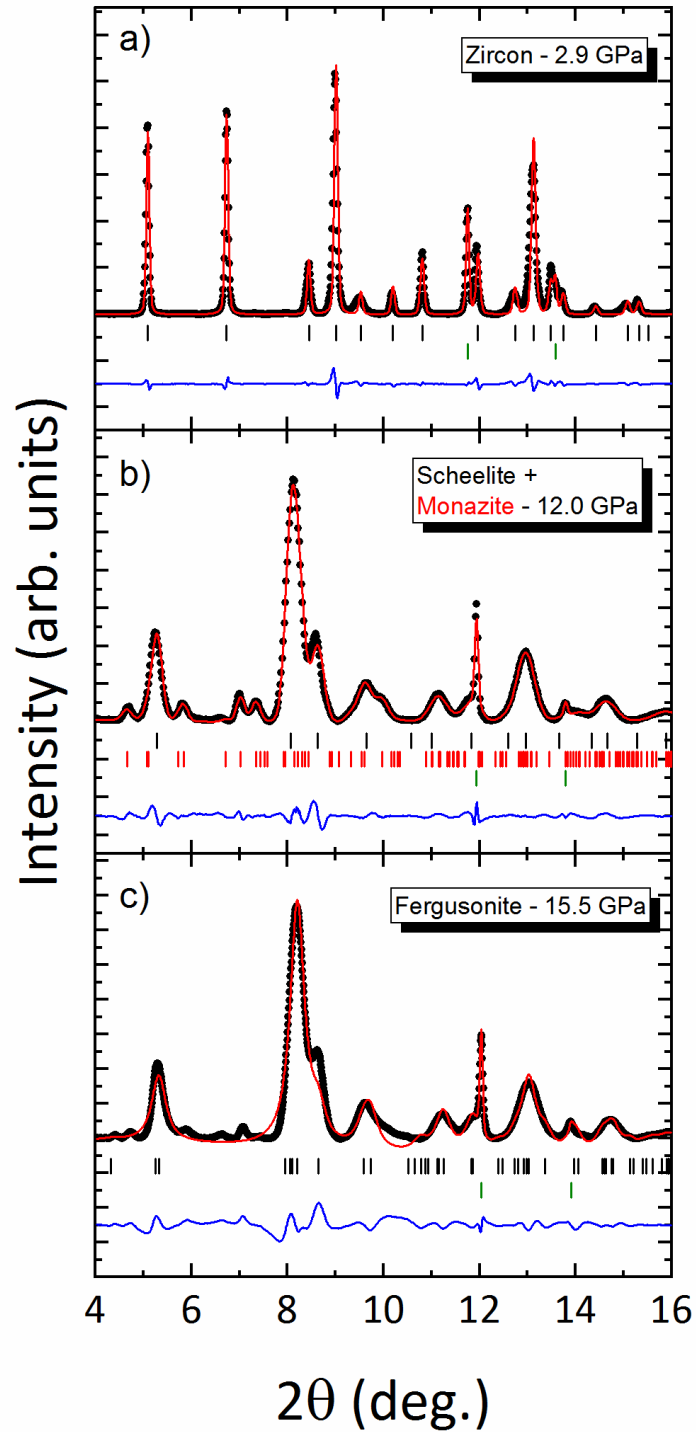 a)
Zircon - 2.9 GPa
b)
Scheelite +
Monazite - 12.0 GPa
c)
Fergusonite - 15.5 GPa
Intensity (arb. units)
4 6 8 10 12 14 16
2θ (deg.)